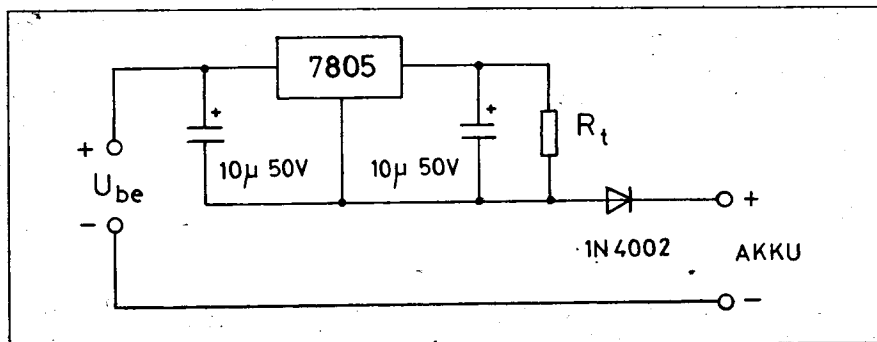 7805
+
+
R_t
10μ 50V
10μ 50V
+
U_be
-
+
1N4002
AKKU
-